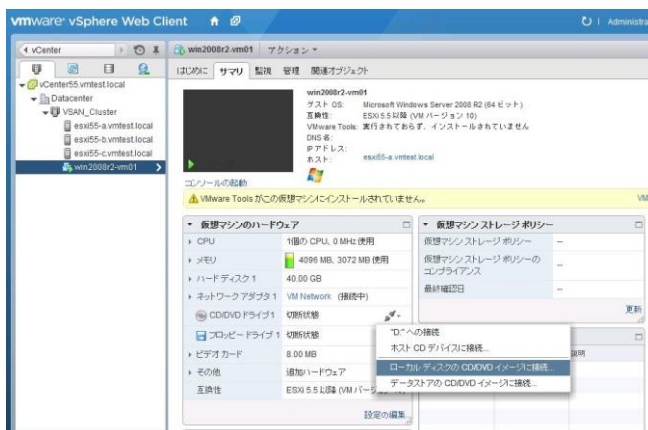 vmware® vSphere Web Client
Administra
vCenter
win2008r2-vm01 アクション
はじめに サマリ 監視 管理 関連オブジェクト
vCenter55.vmtest.local
Datacenter
VSAN_Cluster
esxi55-a.vmtest.local
esxi55-b.vmtest.local
esxi55-c.vmtest.local
win2008r2-vm01
win2008r2-vm01
ゲスト OS: Microsoft Windows Server 2008 R2 (64 ビット)
互換性: ESXi 5.5 以降 (VM バージョン 10)
VMware Tools: 実行されておらず、インストールされていません
DNS 名:
IP アドレス:
ホスト: esxi55-a.vmtest.local
コンソールの起動
VMware Tools がこの仮想マシンにインストールされていません。
VM
仮想マシンのハードウェア
CPU 1個の CPU, 0 MHz 使用
メモリ 4096 MB, 3072 MB 使用
ハード ディスク 1 40.00 GB
ネットワーク アダプタ 1 VM Network (接続中)
CD/DVD ドライブ 1 切断状態
フロッピー ドライブ 1 切断状態
ビデオ カード 8.00 MB
その他 追加ハードウェア
互換性 ESXi 5.5 以降 (VM バージョン 10)
設定の編集...
仮想マシン ストレージ ポリシー
仮想マシン ストレージ ポリシー --
仮想マシン ストレージ ポリシーの
コンプライアンス --
最終確認日 --
更新
"D:" への接続
ホスト CD デバイスに接続...
ローカル ディスクの CD/DVD イメージに接続...
データストアの CD/DVD イメージに接続...
説明